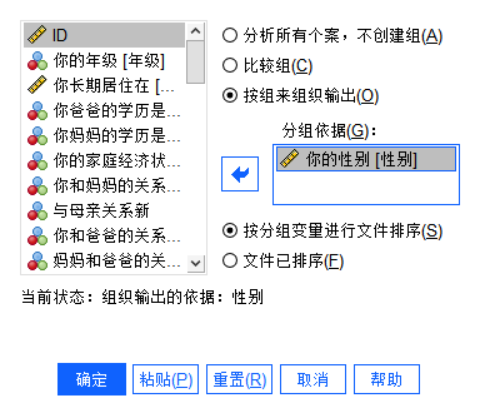 ID
你的年级 [年级]
你长期居住在 [...
你爸爸的学历是...
你妈妈的学历是...
你的家庭经济状...
你和妈妈的关系...
与母亲关系新
你和爸爸的关系...
妈妈和爸爸的关...
分析所有个案，不创建组(A)
比较组(C)
按组来组织输出(O)
分组依据(G)：
你的性别 [性别]
按分组变量进行文件排序(S)
文件已排序(F)
当前状态：组织输出的依据：性别
确定 粘贴(P) 重置(R) 取消 帮助